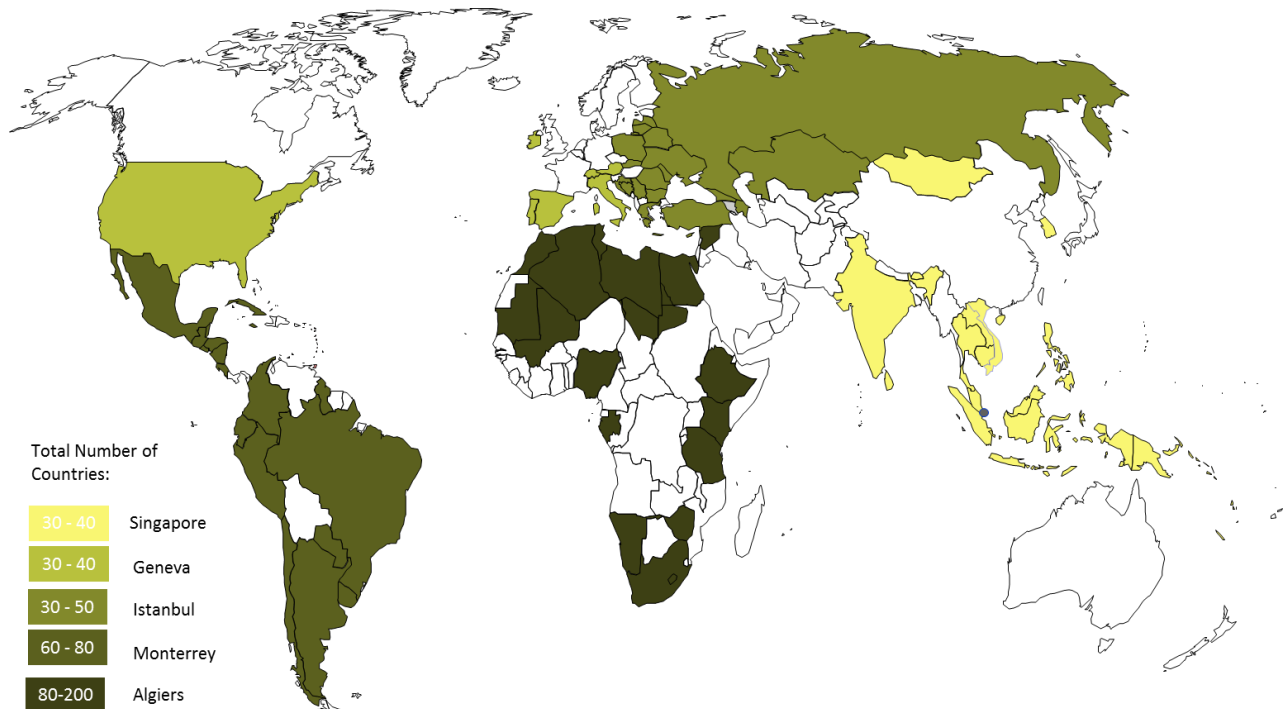 Total Number of
Countries:
30 - 40 Singapore
30 - 40 Geneva
30 - 50 Istanbul
60 - 80 Monterrey
80-200 Algiers